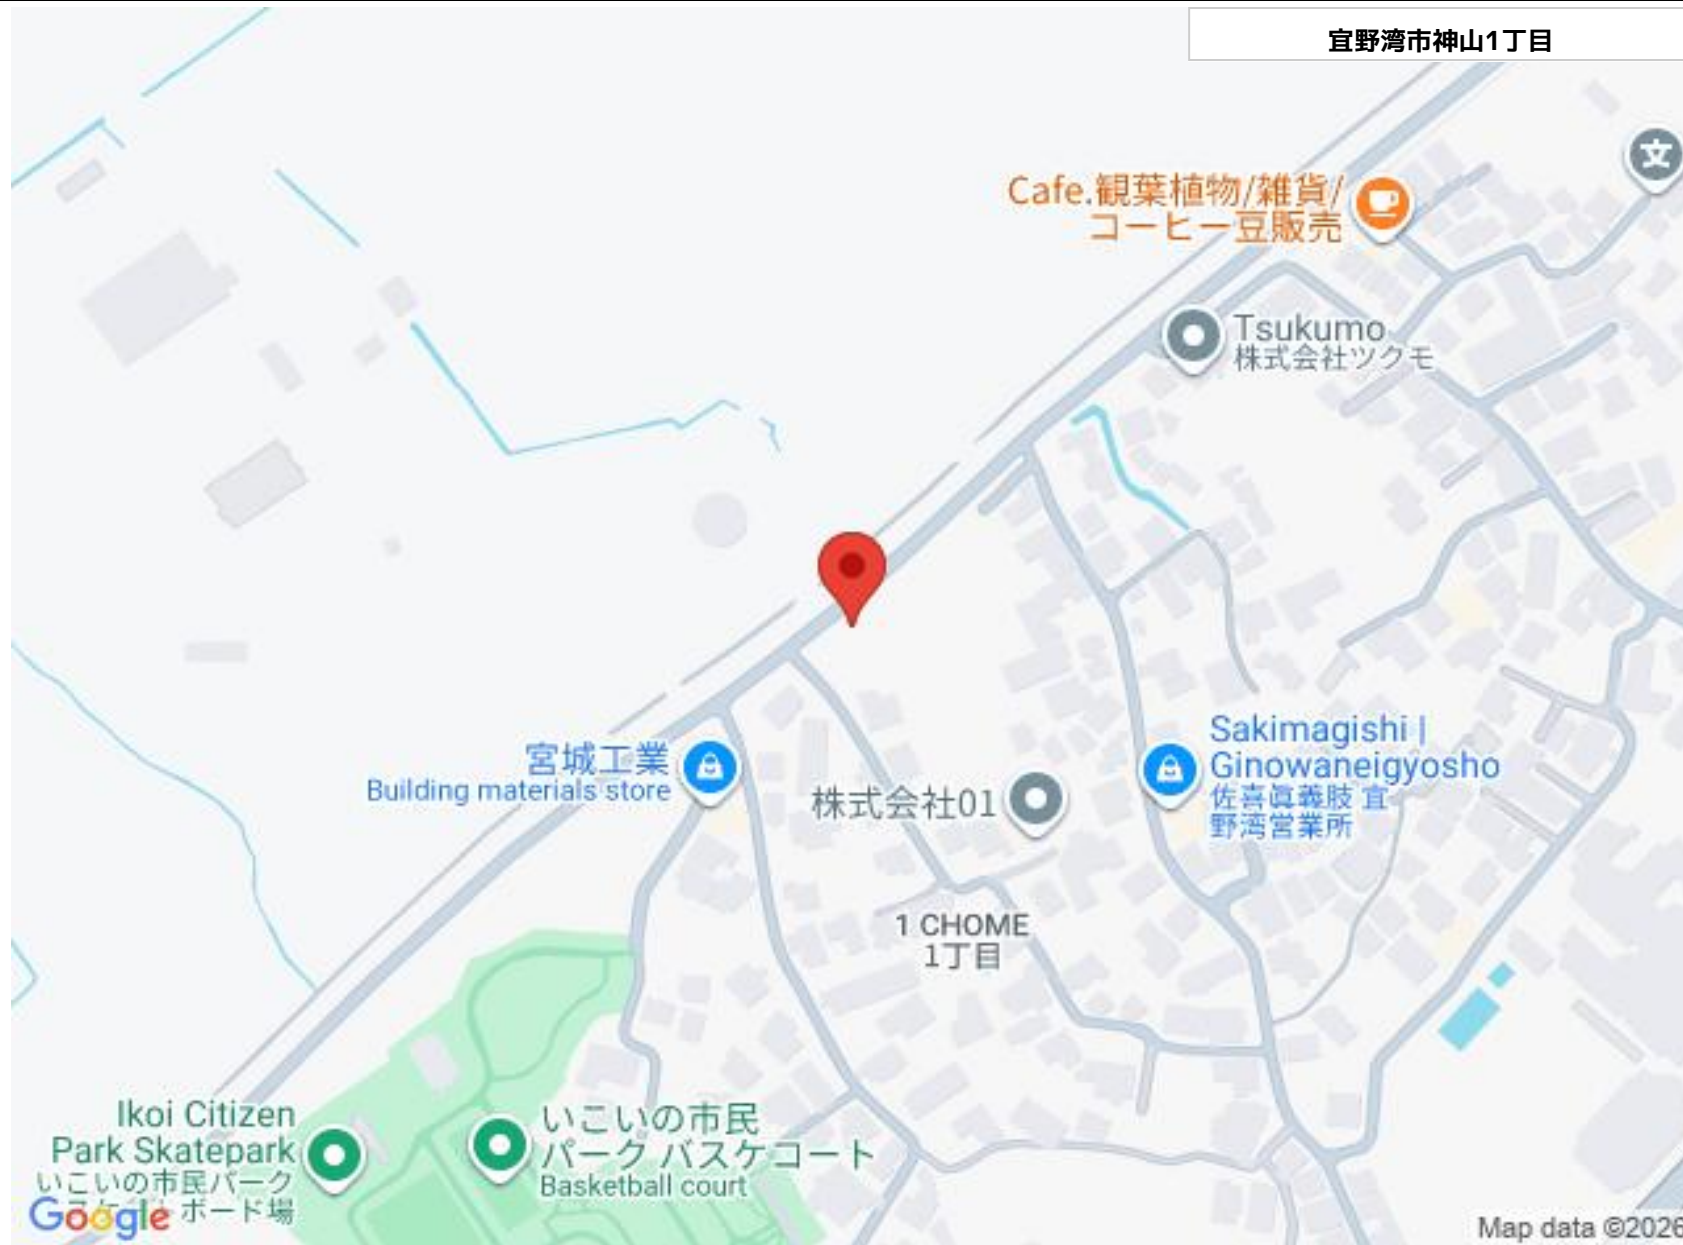 宜野湾市神山1丁目
文
Cafe.観葉植物/雑貨/
コーヒー豆販売
Tsukumo
株式会社ツクモ
宮城工業
Building materials store
株式会社01
Sakimagishi |
Ginowaneigyosho
佐喜眞義肢 宜
野湾営業所
1 CHOME
1丁目
Ikoi Citizen
Park Skatepark
いこいの市民パーク
ボード場
いこいの市民
パーク バスケコート
Basketball court
Google
Map data ©2026